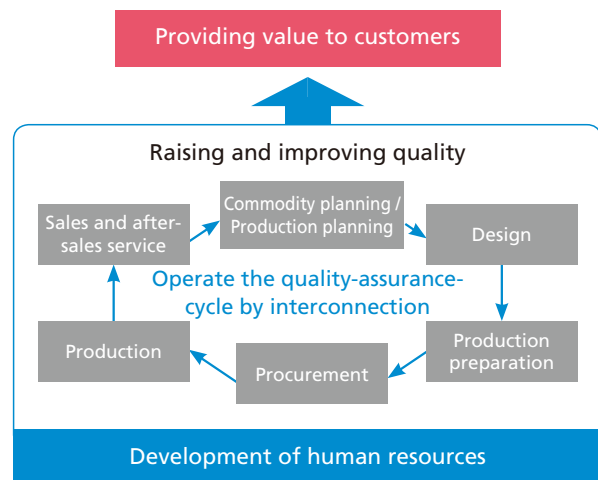 Providing value to customers
Raising and improving quality
Commodity planning /
Production planning
Sales and after-
sales service
Design
Operate the quality-assurance-
cycle by interconnection
Production
Procurement
Production
preparation
Development of human resources